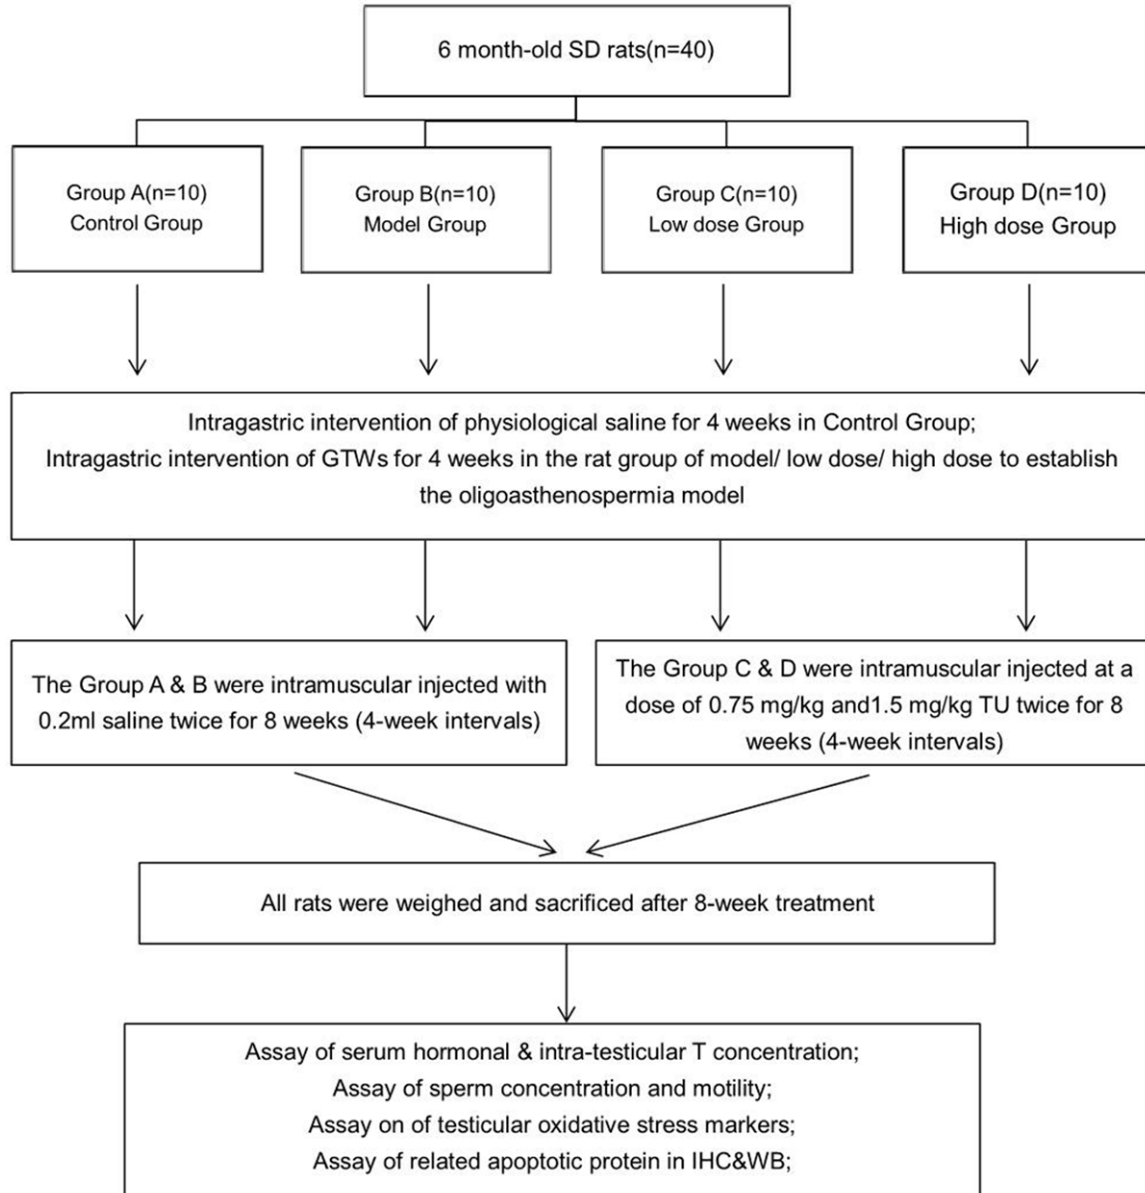 6 month-old SD rats(n=40)
Group A(n=10)
Control Group
Group B(n=10)
Model Group
Group C(n=10)
Low dose Group
Group D(n=10)
High dose Group
Intragastric intervention of physiological saline for 4 weeks in Control Group;
Intragastric intervention of GTWs for 4 weeks in the rat group of model/ low dose/ high dose to establish
the oligoasthenospermia model
The Group A & B were intramuscular injected with
0.2ml saline twice for 8 weeks (4-week intervals)
The Group C & D were intramuscular injected at a
dose of 0.75 mg/kg and1.5 mg/kg TU twice for 8
weeks (4-week intervals)
All rats were weighed and sacrificed after 8-week treatment
Assay of serum hormonal & intra-testicular T concentration;
Assay of sperm concentration and motility;
Assay on of testicular oxidative stress markers;
Assay of related apoptotic protein in IHC&WB;